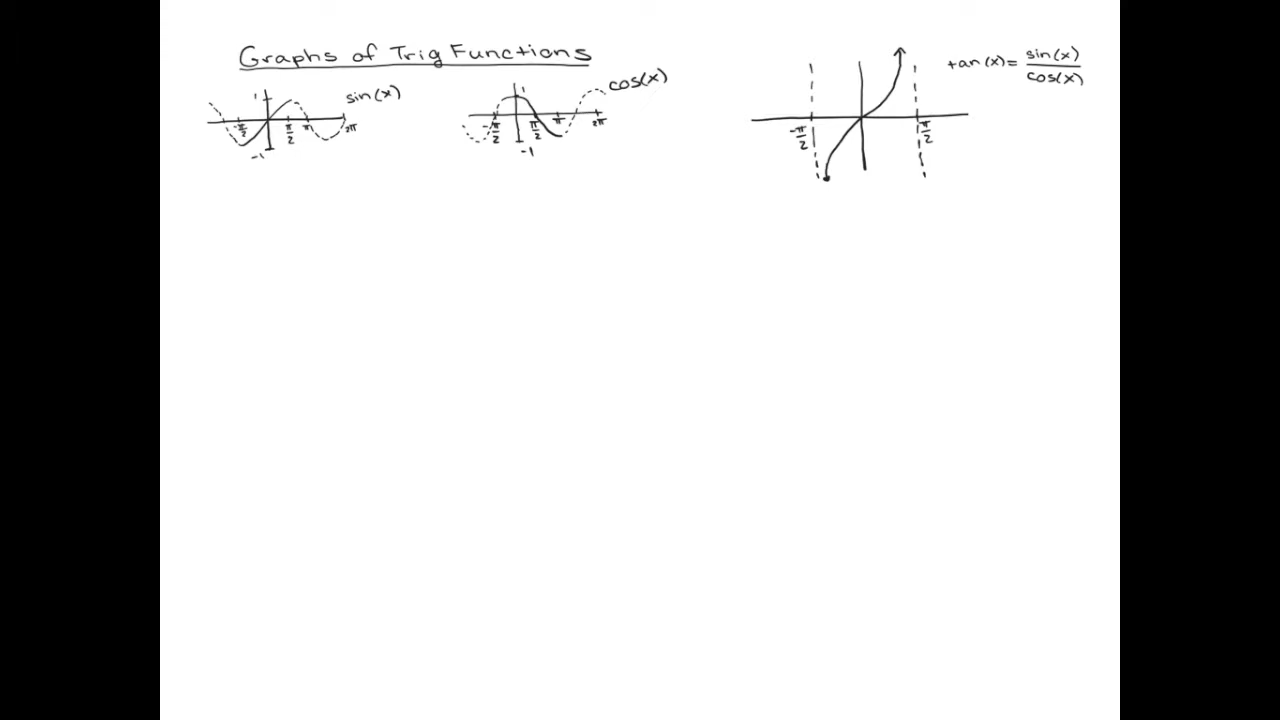 Graphs of Trig Functions
sin(x)
1
-π/2 π/2 π 2π
-1
cos(x)
1
-π/2 π/2 π 2π
-1
tan(x) = sin(x)/cos(x)
-π/2 π/2